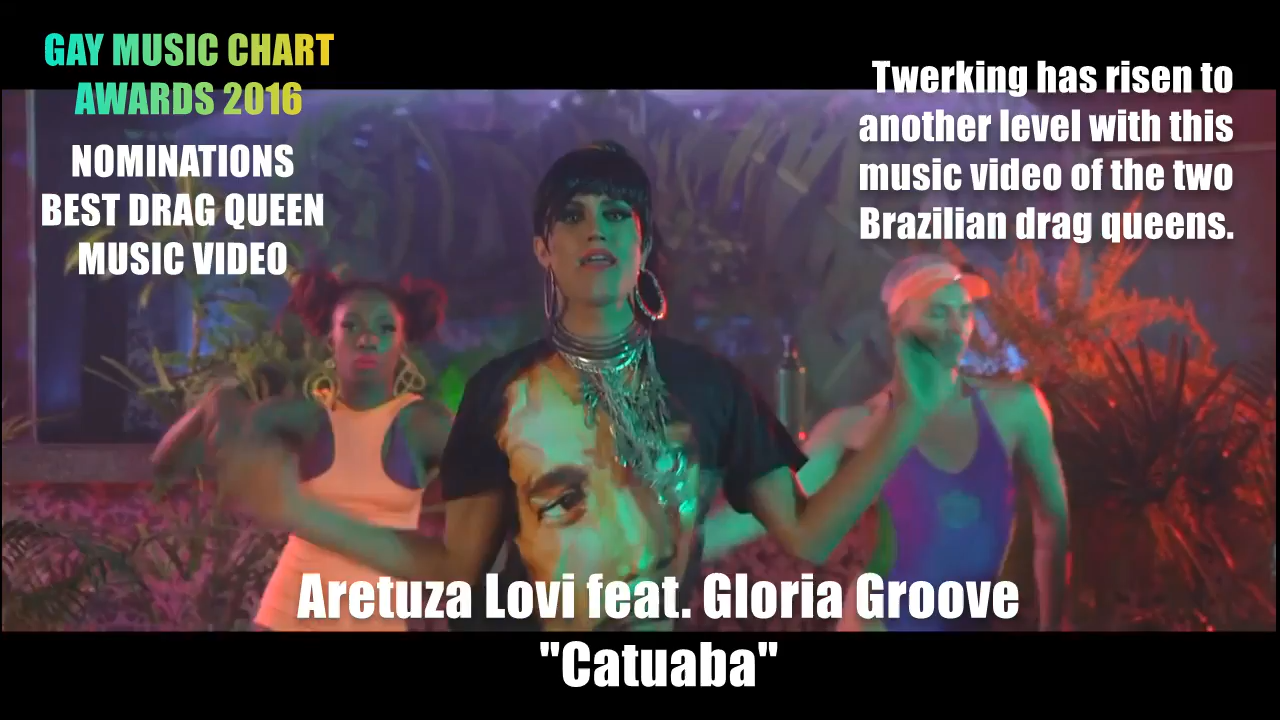 GAY MUSIC CHART
AWARDS 2016
NOMINATIONS
BEST DRAG QUEEN
MUSIC VIDEO
Twerking has risen to
another level with this
music video of the two
Brazilian drag queens.
Aretuza Lovi feat. Gloria Groove
"Catuaba"